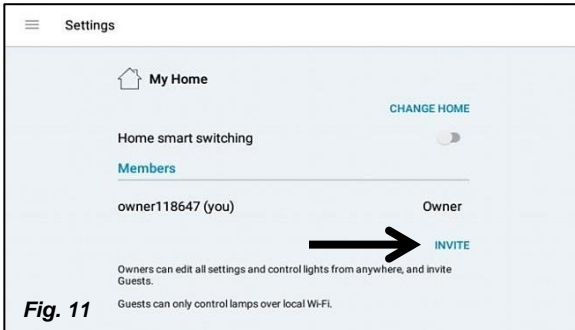 Settings
My Home
CHANGE HOME
Home smart switching
Members
owner118647 (you) Owner
INVITE
Owners can edit all settings and control lights from anywhere, and invite
Guests.
Guests can only control lamps over local Wi-Fi.
Fig. 11